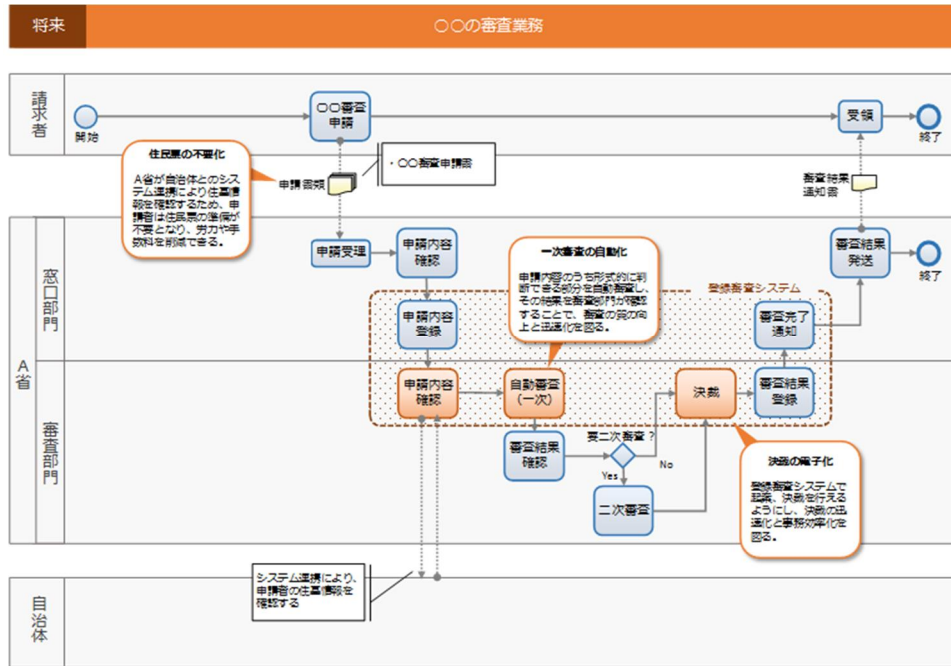 将来
〇〇の審査業務
請求者
開始
〇〇審査
申請
受領
終了
住民票の不要化
A省が自治体とのシ
ステム連携により住基情
報を確認するため、申
請者は住民票の準備が
不要となり、労力や手
数料を削減できる。
申請書類
・〇〇審査申請書
審査結果
通知書
A省
窓口部門
申請受理
申請内容
確認
一次審査の自動化
申請内容のうち形式的に判
断できる部分を自動審査し、
その結果を審査部門が確認
することで、審査の質の向
上と迅速化を図る。
審査結果
発送
終了
登録審査システム
申請内容
登録
審査完了
通知
審査部門
申請内容
確認
自動審査
(一次)
決裁
審査結果
登録
審査結果
確認
要二次審査?
No
Yes
二次審査
決裁の電子化
登録審査システムで
起案、決裁を行える
ようにし、決裁の迅
速化と事務効率化を
図る。
システム連携により、
申請者の住基情報を
確認する
自治体